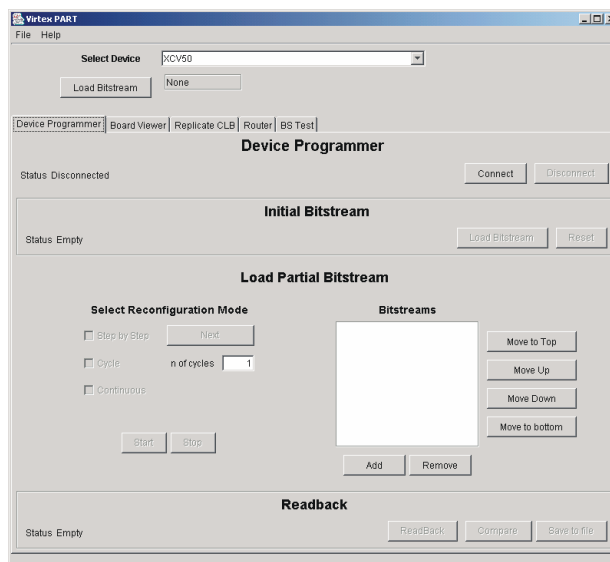 Virtex PART
File Help
Select Device XCV50
Load Bitstream None
Device Programmer Board Viewer Replicate CLB Router BS Test
Device Programmer
Status Disconnected Connect Disconnect
Initial Bitstream
Status Empty Load Bitstream Reset
Load Partial Bitstream
Select Reconfiguration Mode Bitstreams
Step by Step Next Move to Top
Cycle n of cycles 1 Move Up
Continuous Move Down
Start Stop Move to bottom
Add Remove
Readback
Status Empty ReadBack Compare Save to file